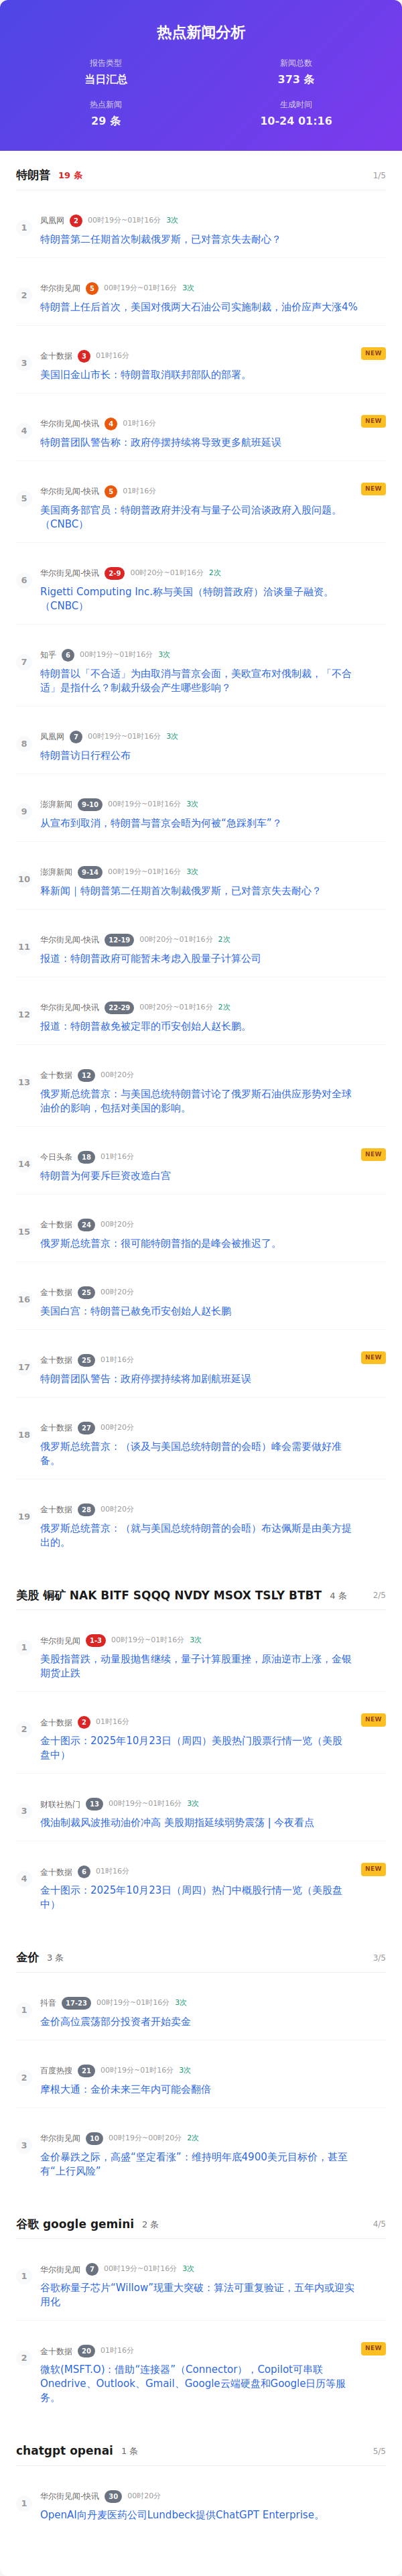 热点新闻分析
报告类型
新闻总数
当日汇总
373 条
热点新闻
生成时间
29 条
10-24 01:16
特朗普 19 条 1/5
1
凤凰网 2 00时19分~01时16分 3次
特朗普第二任期首次制裁俄罗斯，已对普京失去耐心？
2
华尔街见闻 5 00时19分~01时16分 3次
特朗普上任后首次，美国对俄两大石油公司实施制裁，油价应声大涨4%
3
金十数据 3 01时16分 NEW
美国旧金山市长：特朗普取消联邦部队的部署。
4
华尔街见闻-快讯 4 01时16分 NEW
特朗普团队警告称：政府停摆持续将导致更多航班延误
5
华尔街见闻-快讯 5 01时16分 NEW
美国商务部官员：特朗普政府并没有与量子公司洽谈政府入股问题。
（CNBC）
6
华尔街见闻-快讯 2-9 00时20分~01时16分 2次
Rigetti Computing Inc.称与美国（特朗普政府）洽谈量子融资。
（CNBC）
7
知乎 6 00时19分~01时16分 3次
特朗普以「不合适」为由取消与普京会面，美欧宣布对俄制裁，「不合
适」是指什么？制裁升级会产生哪些影响？
8
凤凰网 7 00时19分~01时16分 3次
特朗普访日行程公布
9
澎湃新闻 9-10 00时19分~01时16分 3次
从宣布到取消，特朗普与普京会晤为何被“急踩刹车”？
10
澎湃新闻 9-14 00时19分~01时16分 3次
释新闻｜特朗普第二任期首次制裁俄罗斯，已对普京失去耐心？
11
华尔街见闻-快讯 12-19 00时20分~01时16分 2次
报道：特朗普政府可能暂未考虑入股量子计算公司
12
华尔街见闻-快讯 22-29 00时20分~01时16分 2次
报道：特朗普赦免被定罪的币安创始人赵长鹏。
13
金十数据 12 00时20分
俄罗斯总统普京：与美国总统特朗普讨论了俄罗斯石油供应形势对全球
油价的影响，包括对美国的影响。
14
今日头条 18 01时16分 NEW
特朗普为何要斥巨资改造白宫
15
金十数据 24 00时20分
俄罗斯总统普京：很可能特朗普指的是峰会被推迟了。
16
金十数据 25 00时20分
美国白宫：特朗普已赦免币安创始人赵长鹏
17
金十数据 25 01时16分 NEW
特朗普团队警告：政府停摆持续将加剧航班延误
18
金十数据 27 00时20分
俄罗斯总统普京：（谈及与美国总统特朗普的会晤）峰会需要做好准
备。
19
金十数据 28 00时20分
俄罗斯总统普京：（就与美国总统特朗普的会晤）布达佩斯是由美方提
出的。
美股 铜矿 NAK BITF SQQQ NVDY MSOX TSLY BTBT 4 条 2/5
1
华尔街见闻 1-3 00时19分~01时16分 3次
美股指普跌，动量股抛售继续，量子计算股重挫，原油逆市上涨，金银
期货止跌
2
金十数据 2 01时16分 NEW
金十图示：2025年10月23日（周四）美股热门股票行情一览（美股
盘中）
3
财联社热门 13 00时19分~01时16分 3次
俄油制裁风波推动油价冲高 美股期指延续弱势震荡 | 今夜看点
4
金十数据 6 01时16分 NEW
金十图示：2025年10月23日（周四）热门中概股行情一览（美股盘
中）
金价 3 条 3/5
1
抖音 17-23 00时19分~01时16分 3次
金价高位震荡部分投资者开始卖金
2
百度热搜 21 00时19分~01时16分 3次
摩根大通：金价未来三年内可能会翻倍
3
华尔街见闻 10 00时19分~00时20分 2次
金价暴跌之际，高盛“坚定看涨”：维持明年底4900美元目标价，甚至
有“上行风险”
谷歌 google gemini 2 条 4/5
1
华尔街见闻 7 00时19分~01时16分 3次
谷歌称量子芯片“Willow”现重大突破：算法可重复验证，五年内或迎实
用化
2
金十数据 20 01时16分 NEW
微软(MSFT.O)：借助“连接器”（Connector），Copilot可串联
Onedrive、Outlook、Gmail、Google云端硬盘和Google日历等服
务。
chatgpt openai 1 条 5/5
1
华尔街见闻-快讯 30 00时20分
OpenAI向丹麦医药公司Lundbeck提供ChatGPT Enterprise。